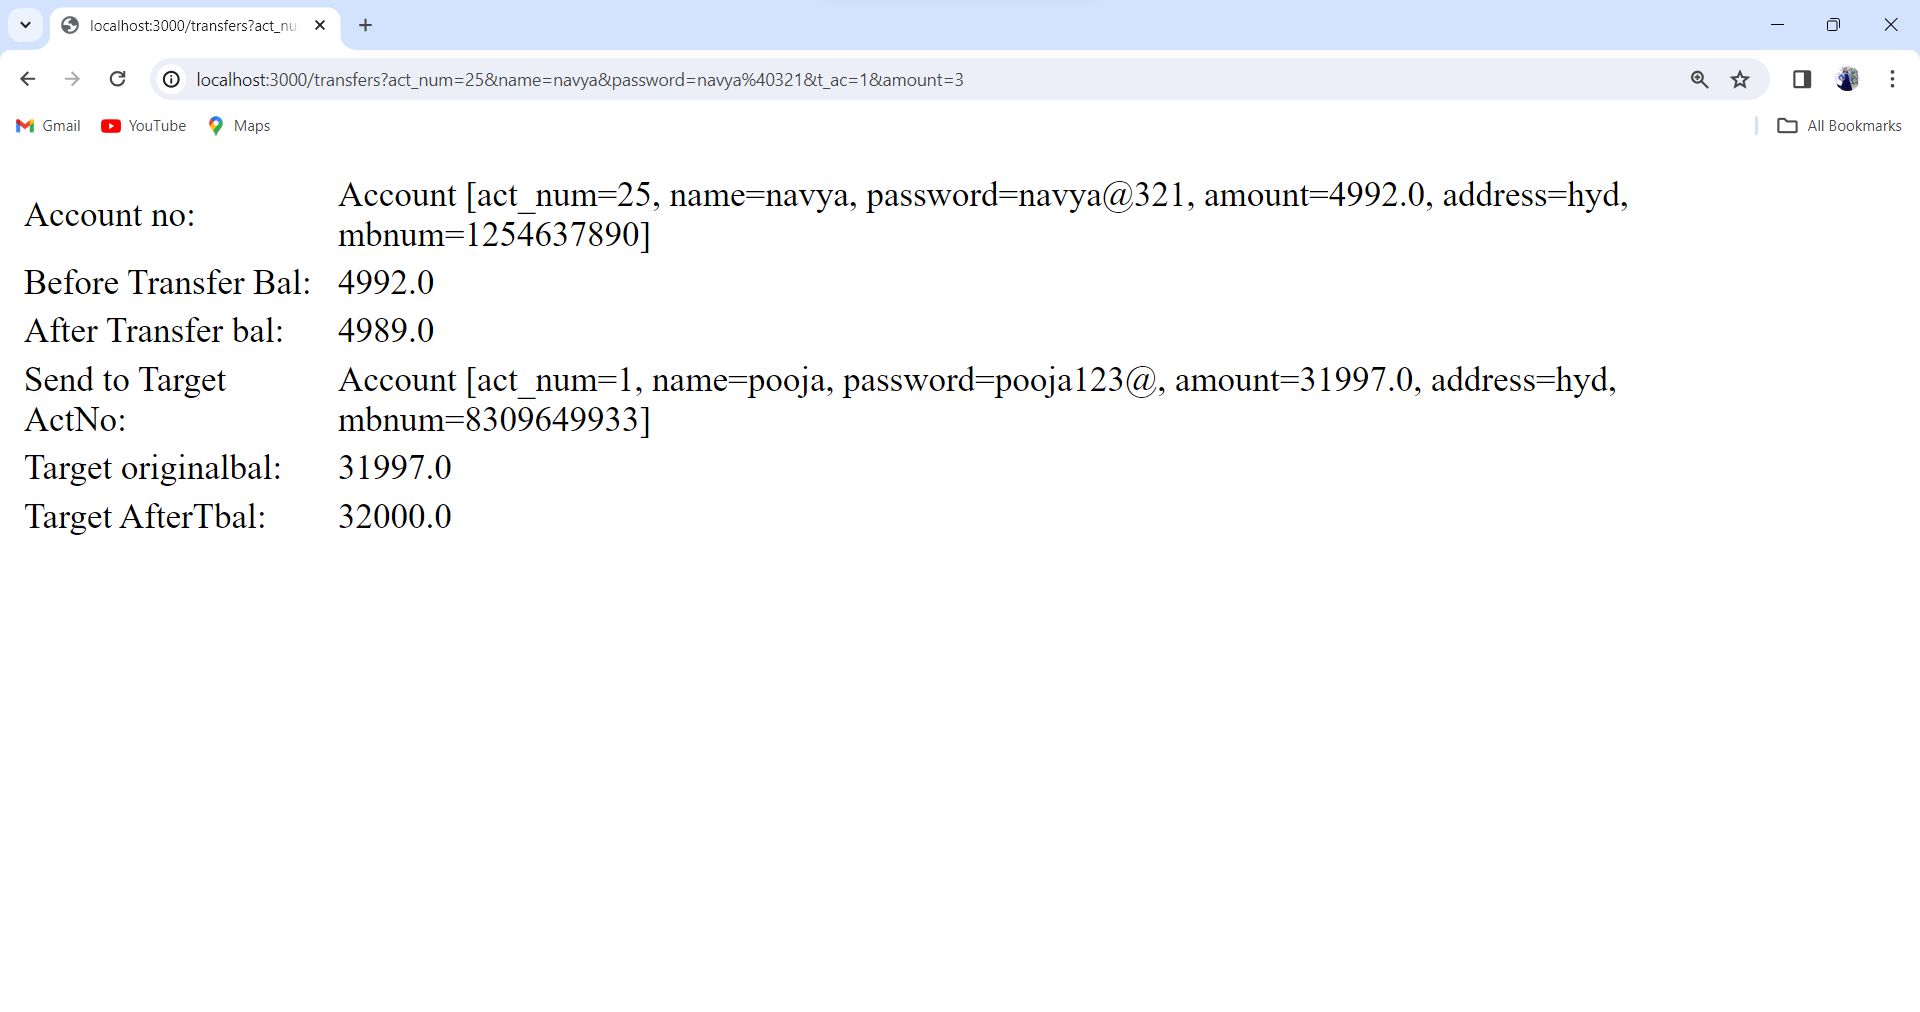 localhost:3000/transfers?act_nu
localhost:3000/transfers?act_num=25&name=navya&password=navya%40321&t_ac=1&amount=3
Gmail YouTube Maps All Bookmarks
Account no: Account [act_num=25, name=navya, password=navya@321, amount=4992.0, address=hyd,
mbnum=1254637890]
Before Transfer Bal: 4992.0
After Transfer bal: 4989.0
Send to Target Account [act_num=1, name=pooja, password=pooja123@, amount=31997.0, address=hyd,
ActNo: mbnum=8309649933]
Target originalbal: 31997.0
Target AfterTbal: 32000.0